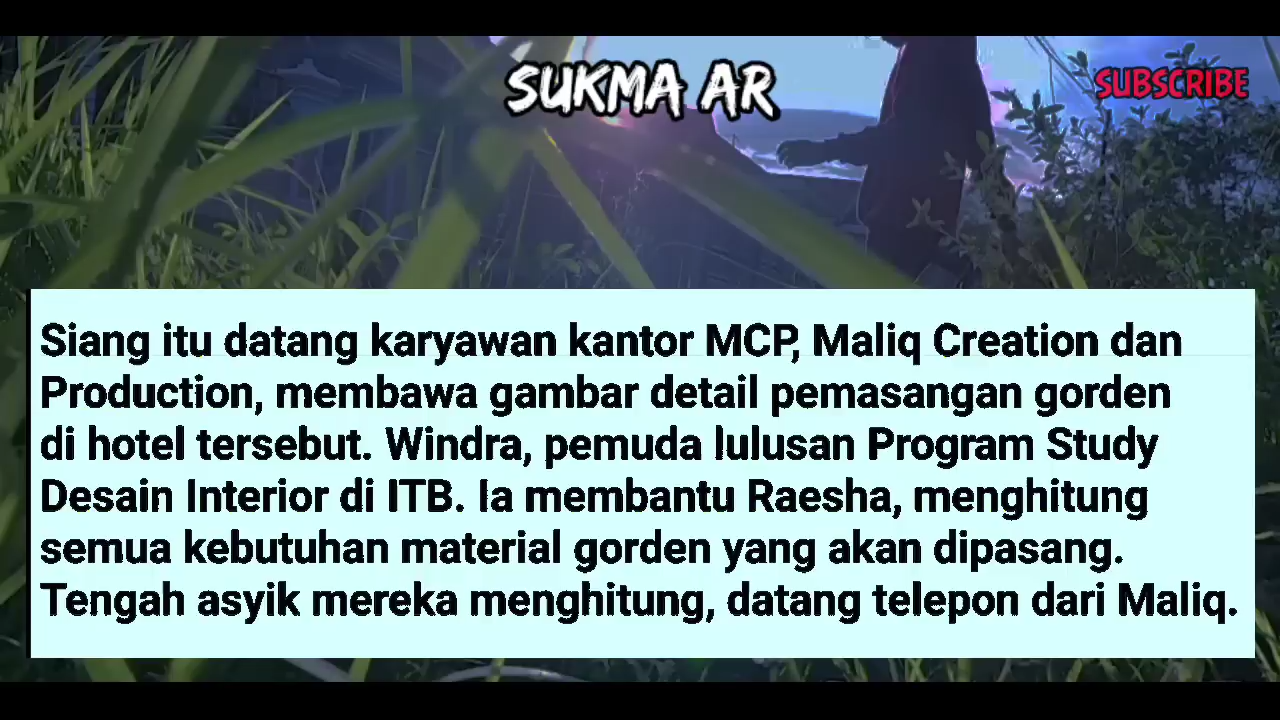 SUKMA AR
SUBSCRIBE
Siang itu datang karyawan kantor MCP, Maliq Creation dan
Production, membawa gambar detail pemasangan gorden
di hotel tersebut. Windra, pemuda lulusan Program Study
Desain Interior di ITB. Ia membantu Raesha, menghitung
semua kebutuhan material gorden yang akan dipasang.
Tengah asyik mereka menghitung, datang telepon dari Maliq.